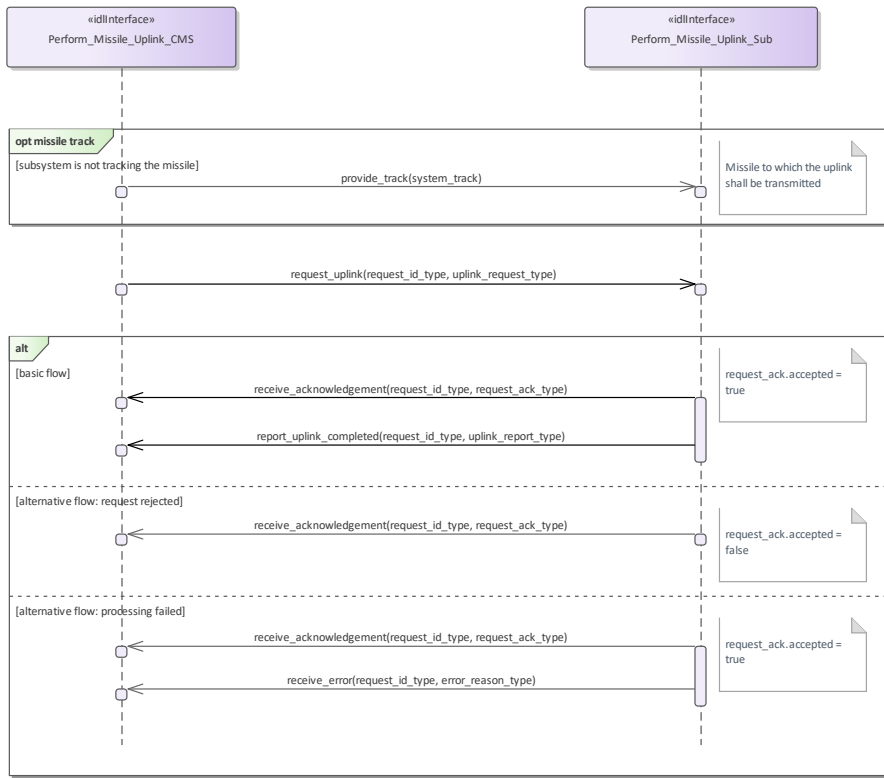 «idlInterface»
Perform_Missile_Uplink_CMS
«idlInterface»
Perform_Missile_Uplink_Sub
opt missile track
[subsystem is not tracking the missile]
provide_track(system_track)
Missile to which the uplink
shall be transmitted
request_uplink(request_id_type, uplink_request_type)
alt
[basic flow]
request_ack.accepted =
true
receive_acknowledgement(request_id_type, request_ack_type)
report_uplink_completed(request_id_type, uplink_report_type)
[alternative flow: request rejected]
receive_acknowledgement(request_id_type, request_ack_type)
request_ack.accepted =
false
[alternative flow: processing failed]
receive_acknowledgement(request_id_type, request_ack_type)
request_ack.accepted =
true
receive_error(request_id_type, error_reason_type)